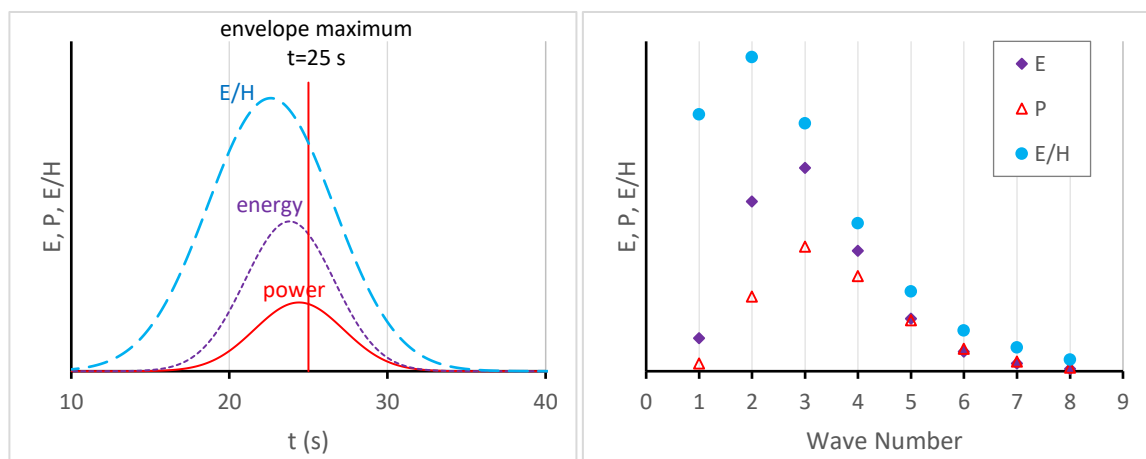 envelope maximum
t=25 s
E/H
energy
power
E, P, E/H
10 20 30 40
t (s)
E
P
E/H
E, P, E/H
0 1 2 3 4 5 6 7 8 9
Wave Number